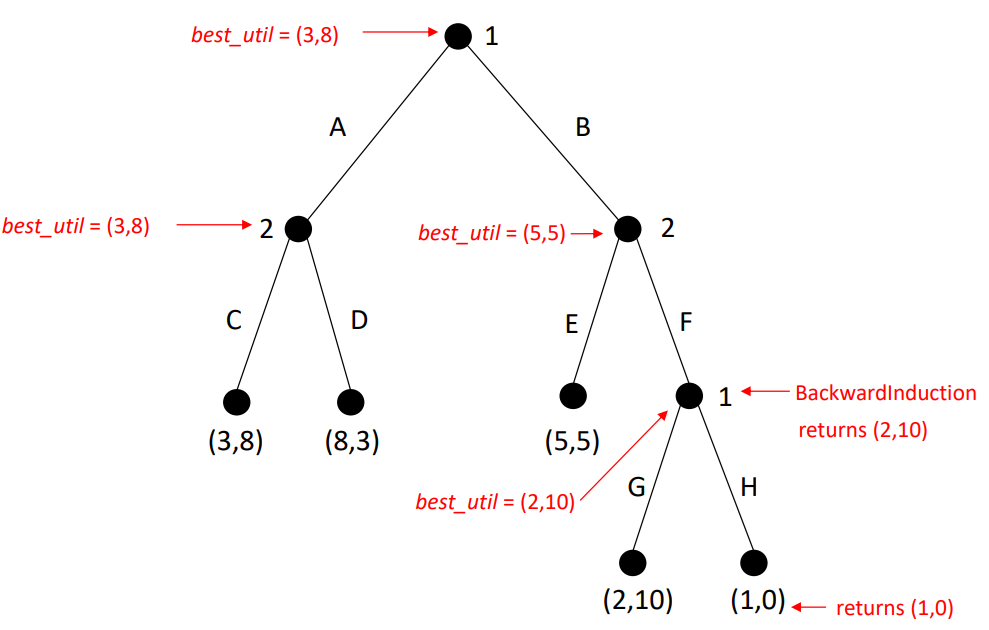 best_util = (3,8)
1
A
B
best_util = (3,8)
2
best_util = (5,5)
2
C
D
E
F
1
BackwardInduction
returns (2,10)
(3,8)
(8,3)
(5,5)
best_util = (2,10)
G
H
(2,10)
(1,0)
returns (1,0)